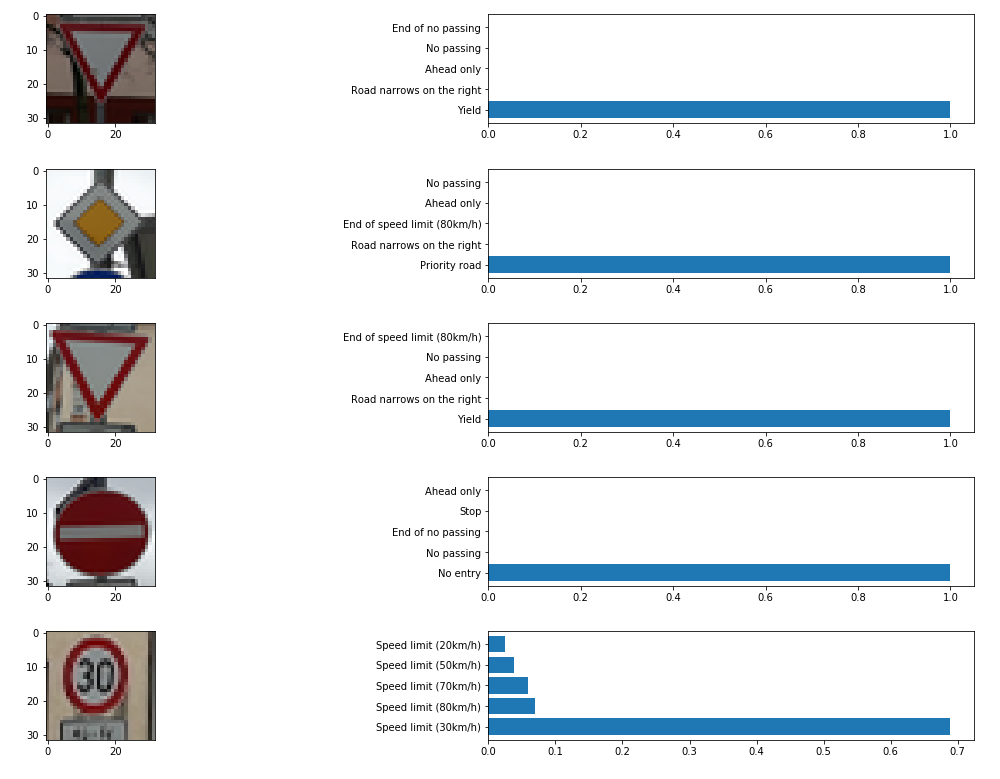 0
10
20
30
0 20
End of no passing
No passing
Ahead only
Road narrows on the right
Yield
0.0 0.2 0.4 0.6 0.8 1.0
0
10
20
30
0 20
No passing
Ahead only
End of speed limit (80km/h)
Road narrows on the right
Priority road
0.0 0.2 0.4 0.6 0.8 1.0
0
10
20
30
0 20
End of speed limit (80km/h)
No passing
Ahead only
Road narrows on the right
Yield
0.0 0.2 0.4 0.6 0.8 1.0
0
10
20
30
0 20
Ahead only
Stop
End of no passing
No passing
No entry
0.0 0.2 0.4 0.6 0.8 1.0
0
10
20
30
30
0 20
Speed limit (20km/h)
Speed limit (50km/h)
Speed limit (70km/h)
Speed limit (80km/h)
Speed limit (30km/h)
0.0 0.1 0.2 0.3 0.4 0.5 0.6 0.7